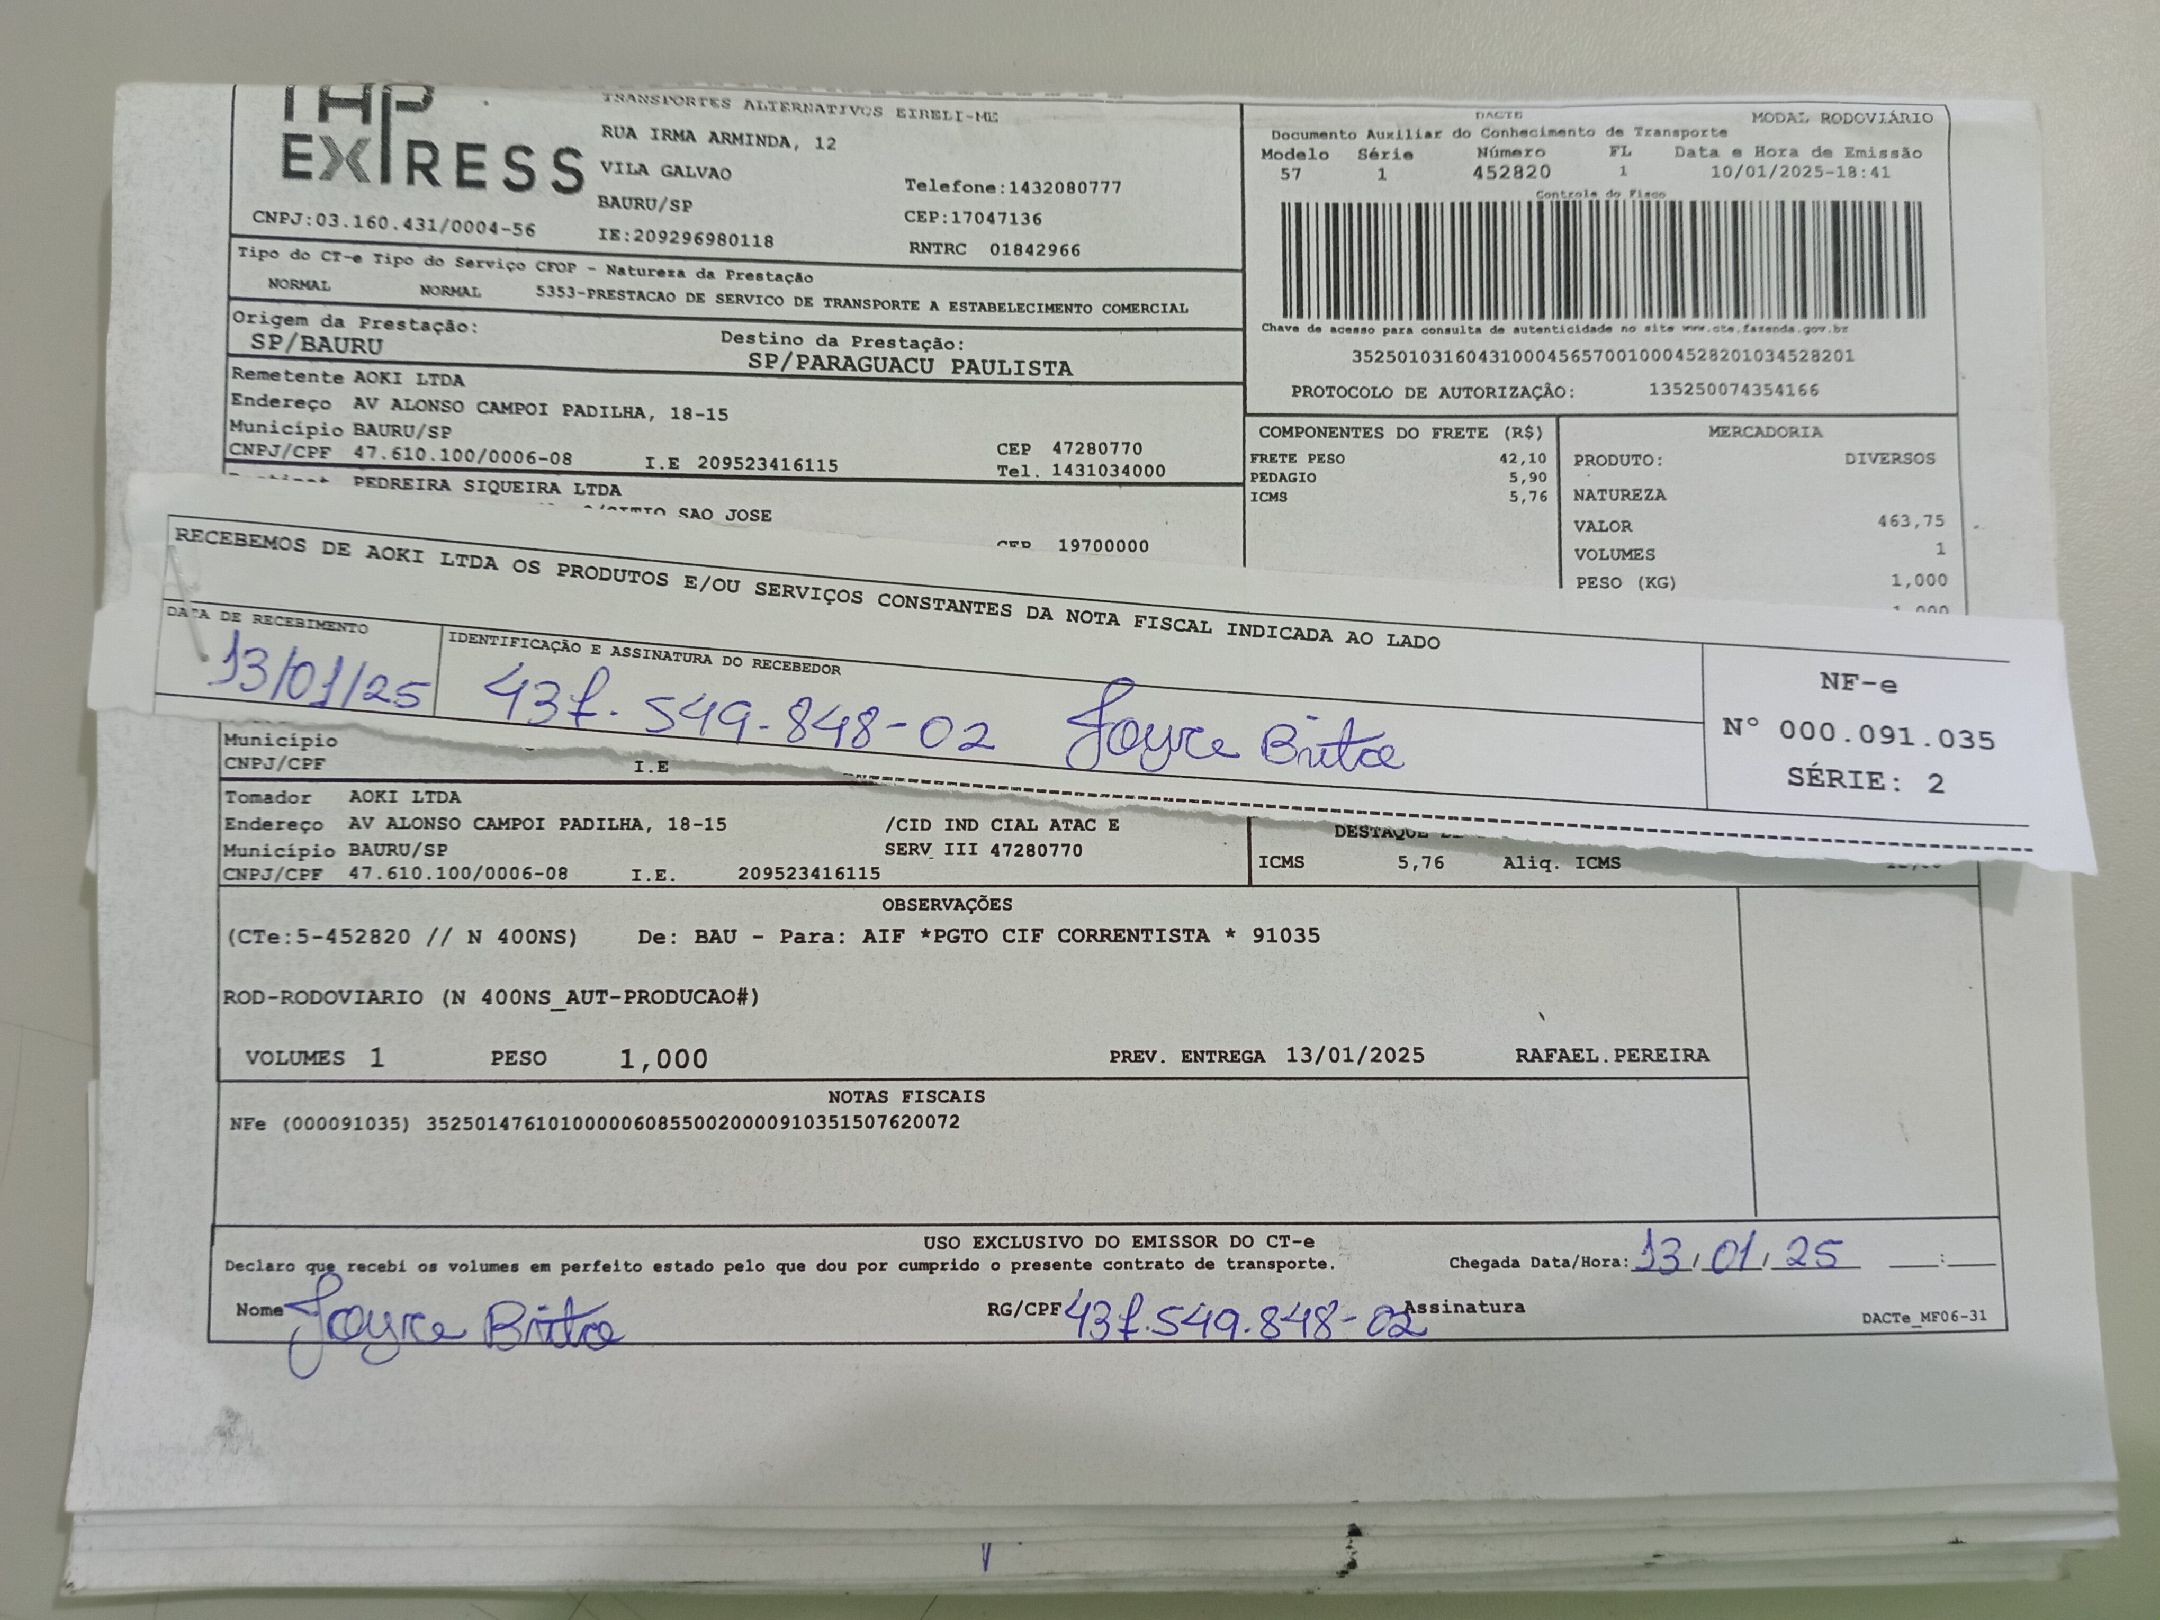 THP
EXPRESS
TRANSPORTES ALTERNATIVOS EIRELI-ME
RUA IRMA ARMINDA, 12
VILA GALVAO
Telefone:1432080777
BAURU/SP
CEP:17047136
CNPJ:03.160.431/0004-56
IE:209296980118
RNTRC 01842966
DACTE
MODAL RODOVIÁRIO
Documento Auxiliar do Conhecimento de Transporte
Modelo Série Número FL Data e Hora de Emissão
57 1 452820 1 10/01/2025-18:41
Controle do Fisco
Chave de acesso para consulta de autenticidade no site www.cte.fazenda.gov.br
35250103160431000456570010004528201034528201
PROTOCOLO DE AUTORIZAÇÃO: 135250074354166
Tipo do CT-e Tipo do Serviço CFOP - Natureza da Prestação
NORMAL NORMAL 5353-PRESTACAO DE SERVICO DE TRANSPORTE A ESTABELECIMENTO COMERCIAL
Origem da Prestação:
SP/BAURU
Destino da Prestação:
SP/PARAGUACU PAULISTA
Remetente AOKI LTDA
Endereço AV ALONSO CAMPOI PADILHA, 18-15
Município BAURU/SP
CEP 47280770
CNPJ/CPF 47.610.100/0006-08 I.E 209523416115 Tel. 1431034000
PEDREIRA SIQUEIRA LTDA
SAO JOSE
CEP 19700000
COMPONENTES DO FRETE (R$)
FRETE PESO 42,10
PEDAGIO 5,90
ICMS 5,76
MERCADORIA
PRODUTO: DIVERSOS
NATUREZA
VALOR 463,75
VOLUMES 1
PESO (KG) 1,000
1,000
RECEBEMOS DE AOKI LTDA OS PRODUTOS E/OU SERVIÇOS CONSTANTES DA NOTA FISCAL INDICADA AO LADO
DATA DE RECEBIMENTO
13/01/25
IDENTIFICAÇÃO E ASSINATURA DO RECEBEDOR
437.549.848-02 Joyce Brito
NF-e
N° 000.091.035
SÉRIE: 2
Município
CNPJ/CPF I.E
Tomador AOKI LTDA
Endereço AV ALONSO CAMPOI PADILHA, 18-15 /CID IND CIAL ATAC E
Município BAURU/SP SERV III 47280770
CNPJ/CPF 47.610.100/0006-08 I.E. 209523416115
DESTAQUE
ICMS 5,76 Aliq. ICMS
OBSERVAÇÕES
(CTe:5-452820 // N 400NS) De: BAU - Para: AIF *PGTO CIF CORRENTISTA * 91035
ROD-RODOVIARIO (N 400NS_AUT-PRODUCAO#)
VOLUMES 1 PESO 1,000 PREV. ENTREGA 13/01/2025 RAFAEL.PEREIRA
NOTAS FISCAIS
NFe (000091035) 35250147610100000608550020000910351507620072
USO EXCLUSIVO DO EMISSOR DO CT-e
Declaro que recebi os volumes em perfeito estado pelo que dou por cumprido o presente contrato de transporte.
Chegada Data/Hora: 13/01/25 __:__
Nome Joyce Brito RG/CPF 437.549.848-02 Assinatura
DACTe_MF06-31